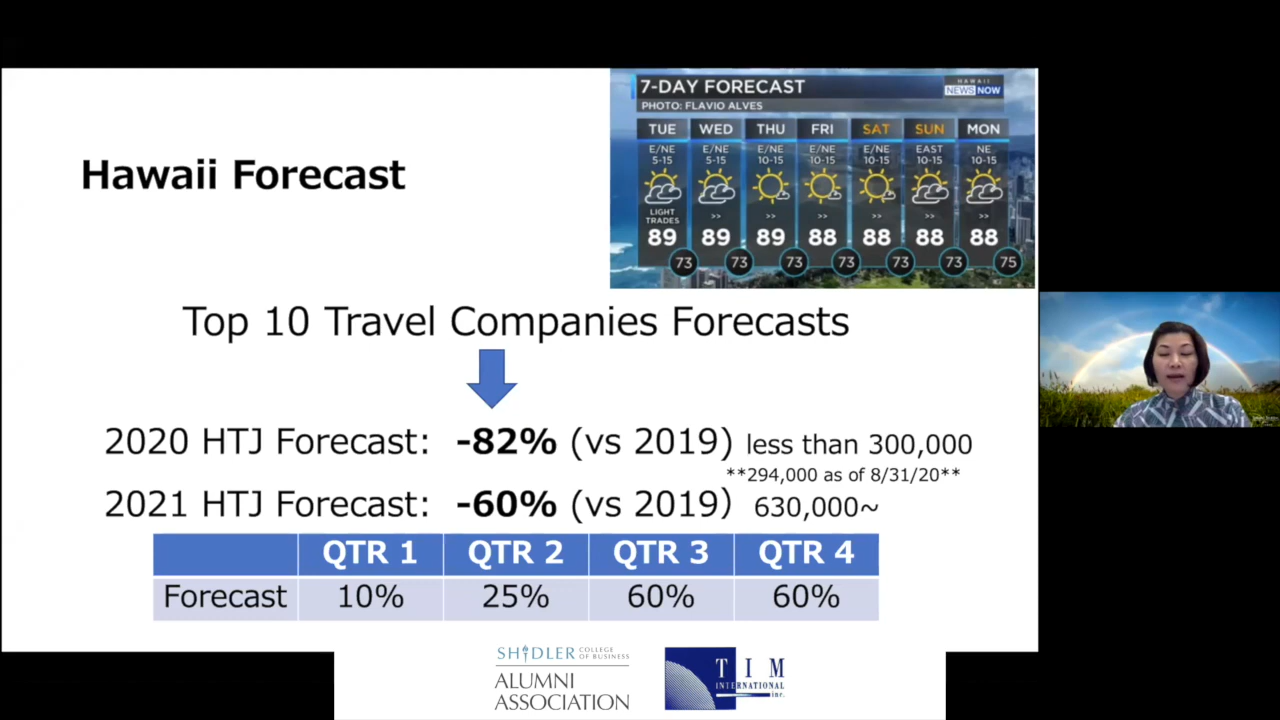 7-DAY FORECAST
HAWAII
NEWS NOW
PHOTO: FLAVIO ALVES
TUE WED THU FRI SAT SUN MON
E/NE E/NE E/NE E/NE E/NE EAST NE
5-15 5-15 10-15 10-15 10-15 10-15 10-15
LIGHT >> >> >> >> >> >>
TRADES
89 89 89 88 88 88 88
73 73 73 73 73 73 75
Hawaii Forecast
Top 10 Travel Companies Forecasts
2020 HTJ Forecast: -82% (vs 2019) less than 300,000
**294,000 as of 8/31/20**
2021 HTJ Forecast: -60% (vs 2019) 630,000~
QTR 1 QTR 2 QTR 3 QTR 4
Forecast 10% 25% 60% 60%
SHIDLER COLLEGE OF BUSINESS
ALUMNI
ASSOCIATION
TIM
INTERNATIONAL
inc.